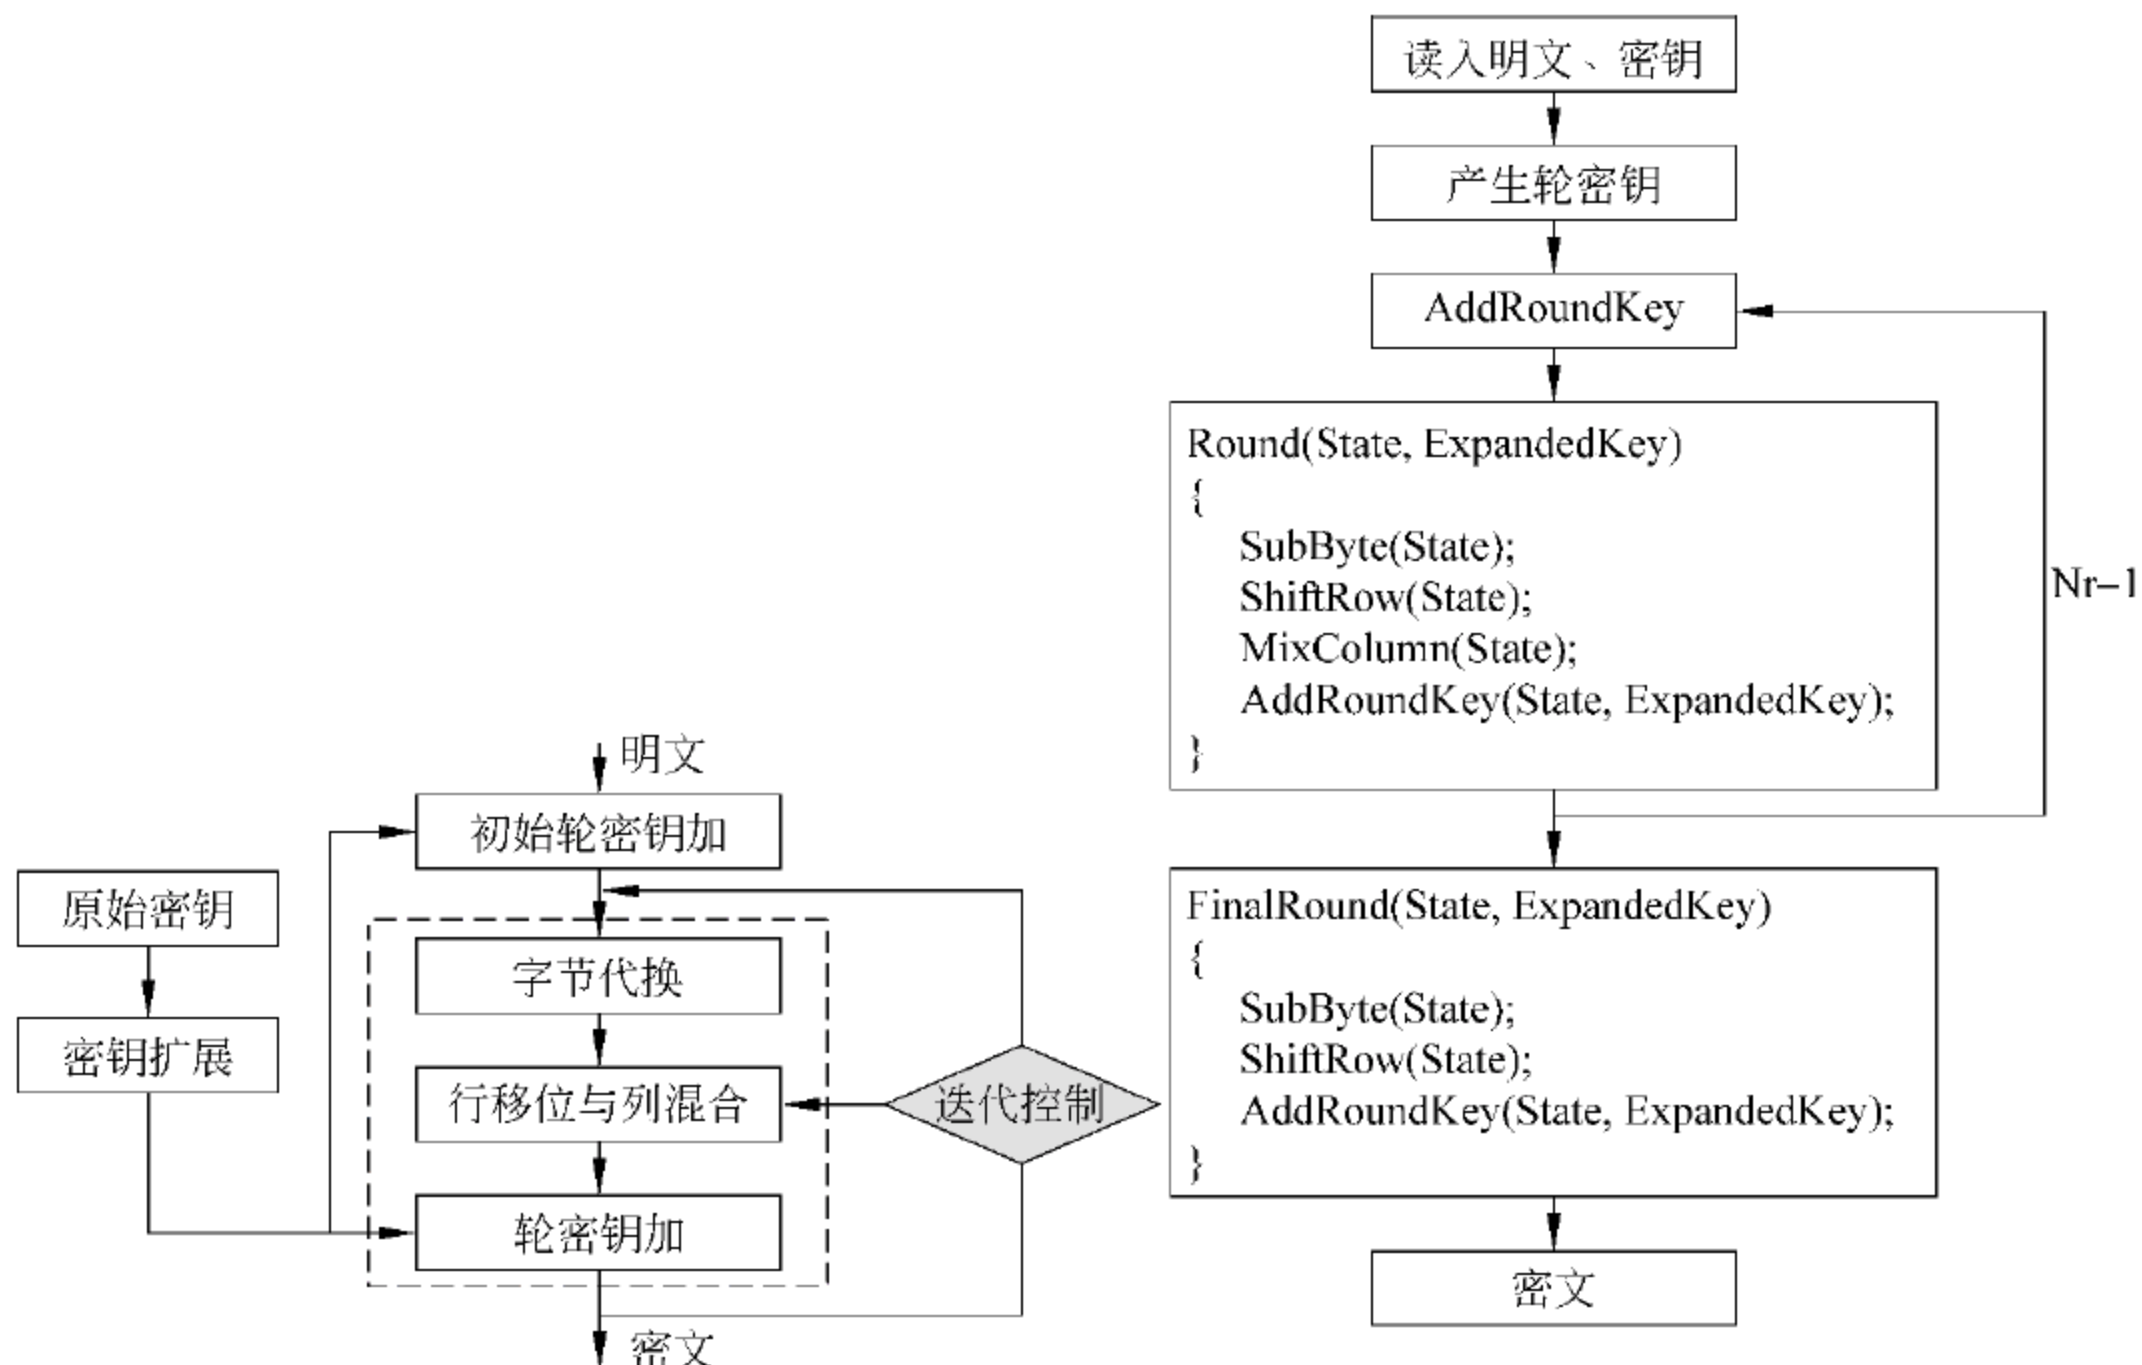 明文
初始轮密钥加
原始密钥
密钥扩展
字节代换
行移位与列混合
轮密钥加
迭代控制
密文
读入明文、密钥
产生轮密钥
AddRoundKey
Round(State, ExpandedKey)
{
SubByte(State);
ShiftRow(State);
MixColumn(State);
AddRoundKey(State, ExpandedKey);
}
Nr–1
FinalRound(State, ExpandedKey)
{
SubByte(State);
ShiftRow(State);
AddRoundKey(State, ExpandedKey);
}
密文